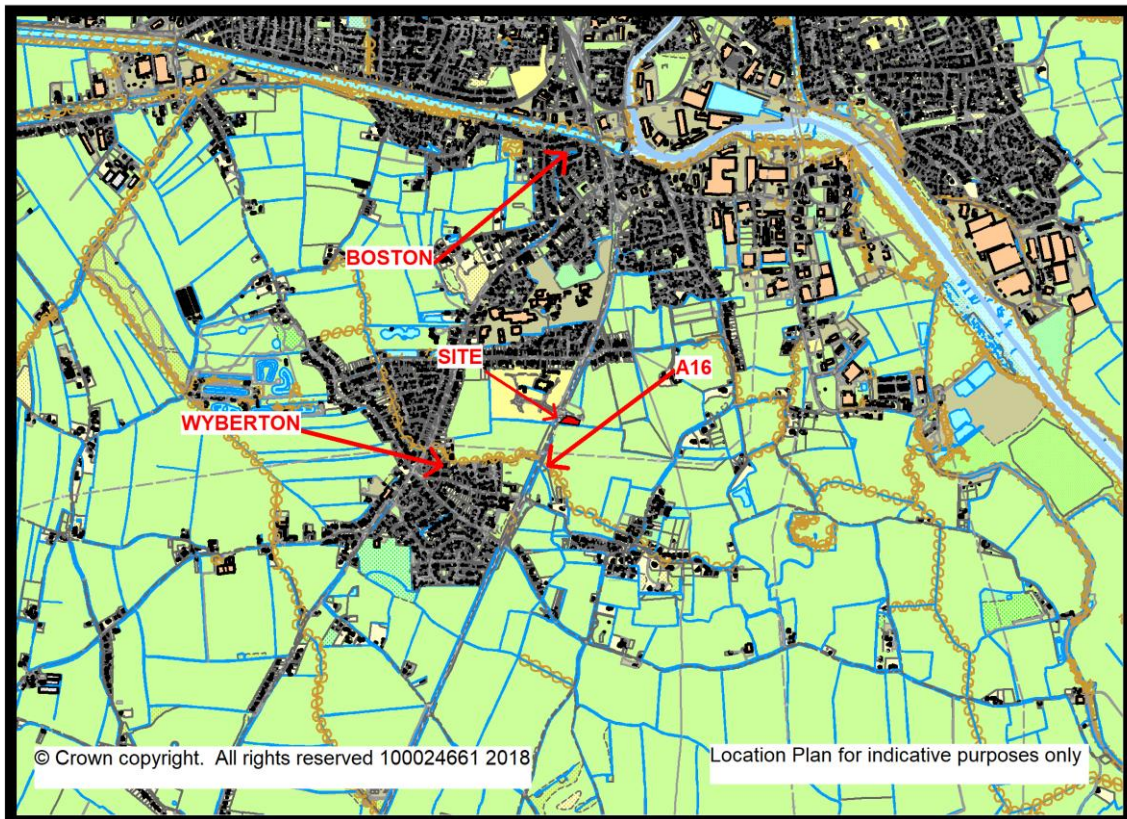 BOSTON
SITE
A16
WYBERTON
© Crown copyright. All rights reserved 100024661 2018
Location Plan for indicative purposes only